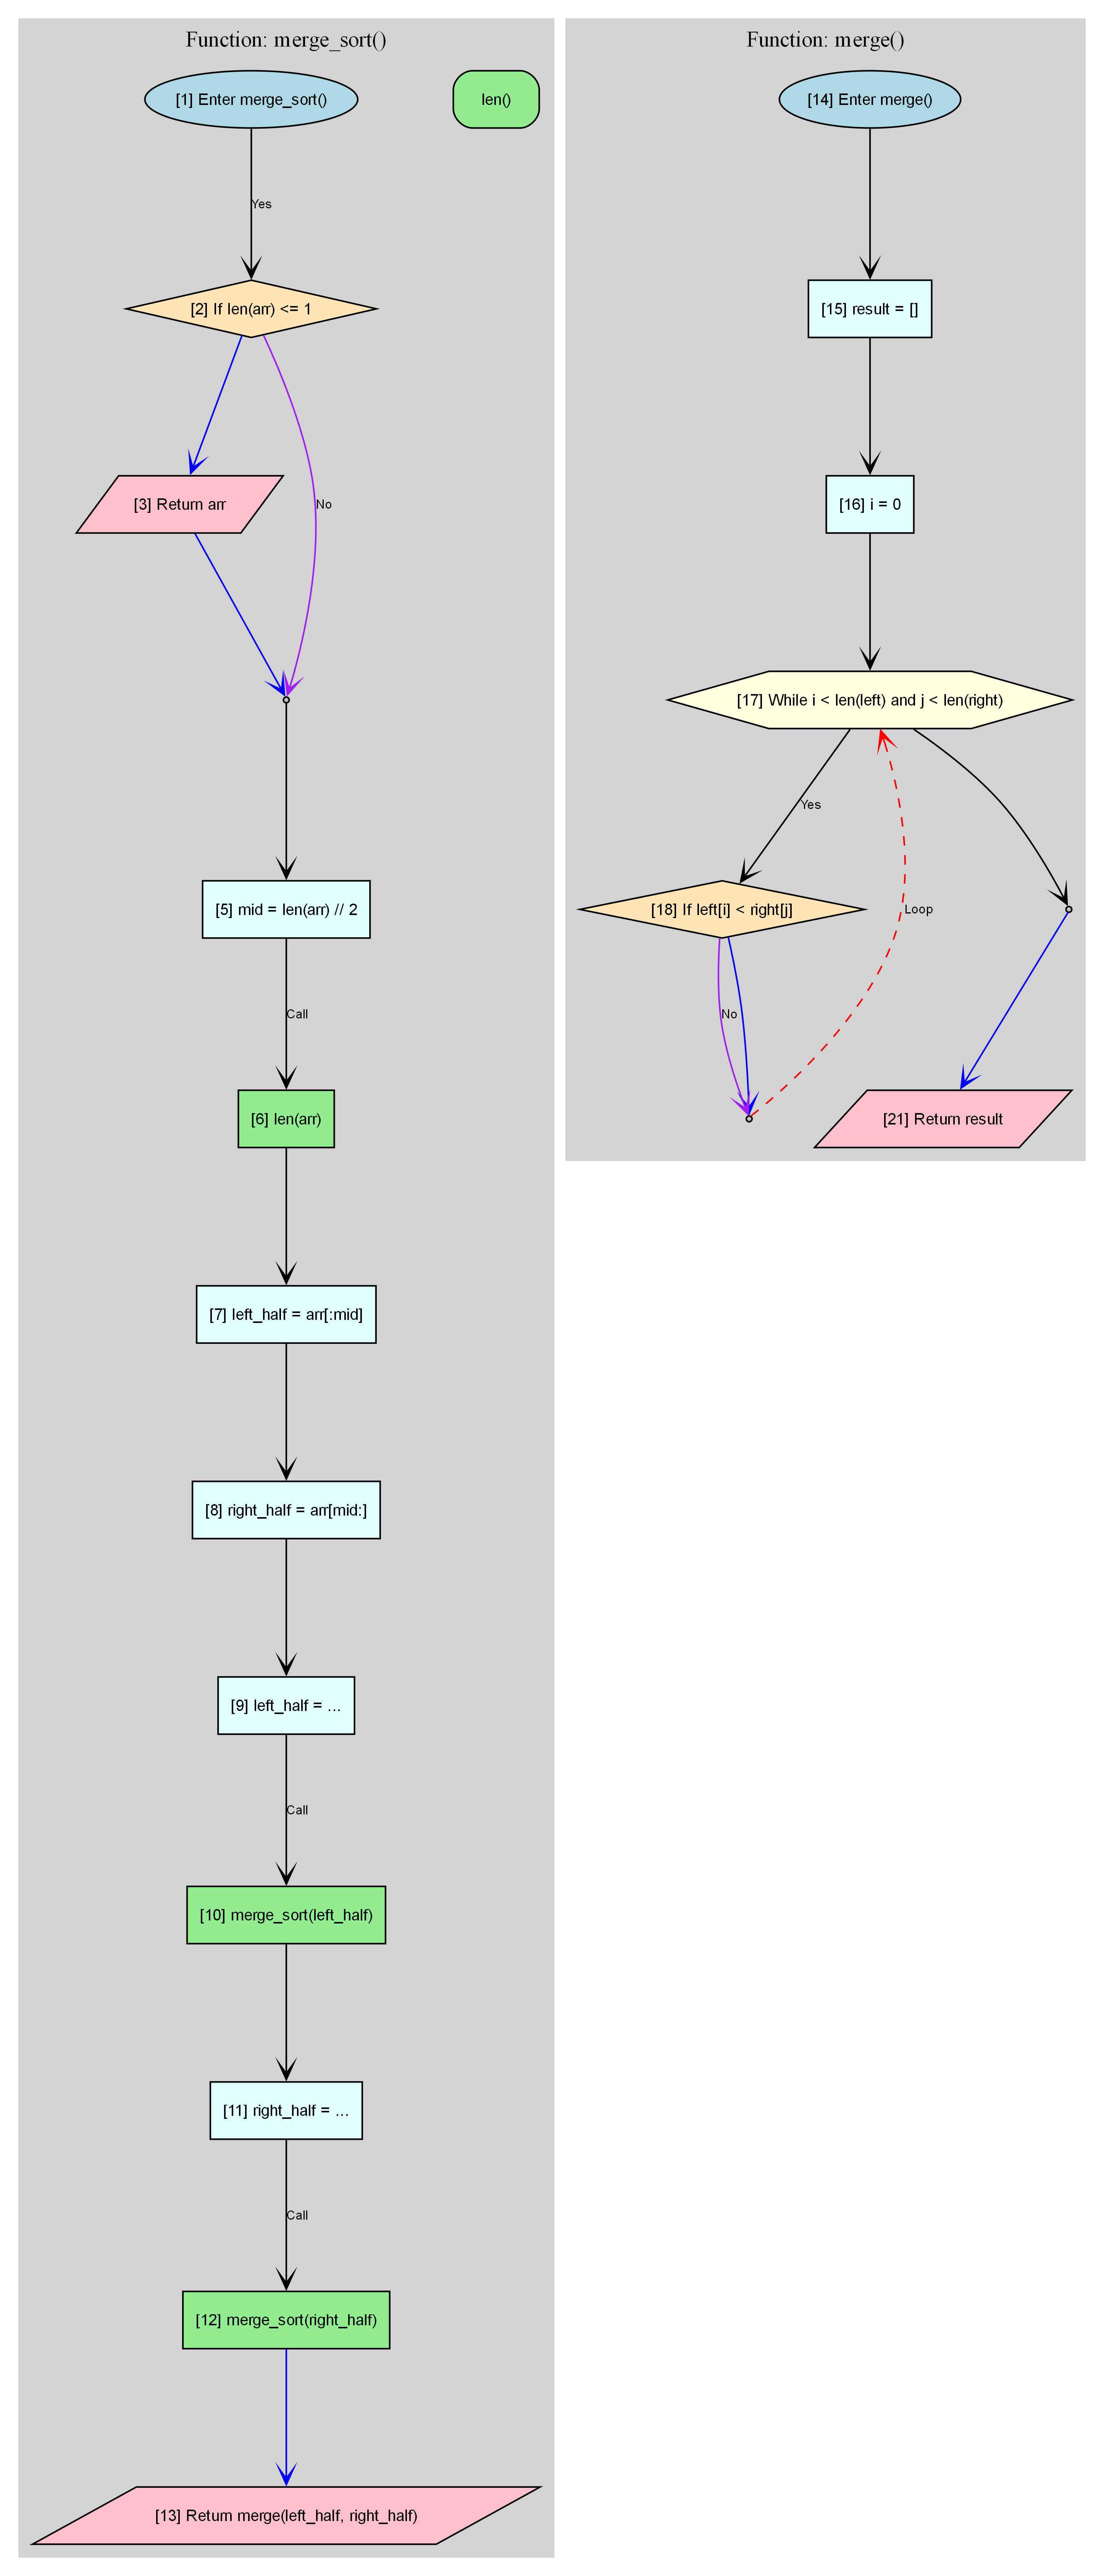 Function: merge_sort()
[1] Enter merge_sort()
len()
Yes
[2] If len(arr) <= 1
[3] Return arr
No
[5] mid = len(arr) // 2
Call
[6] len(arr)
[7] left_half = arr[:mid]
[8] right_half = arr[mid:]
[9] left_half = ...
Call
[10] merge_sort(left_half)
[11] right_half = ...
Call
[12] merge_sort(right_half)
[13] Return merge(left_half, right_half)
Function: merge()
[14] Enter merge()
[15] result = []
[16] i = 0
[17] While i < len(left) and j < len(right)
Yes
[18] If left[i] < right[j]
Loop
No
[21] Return result